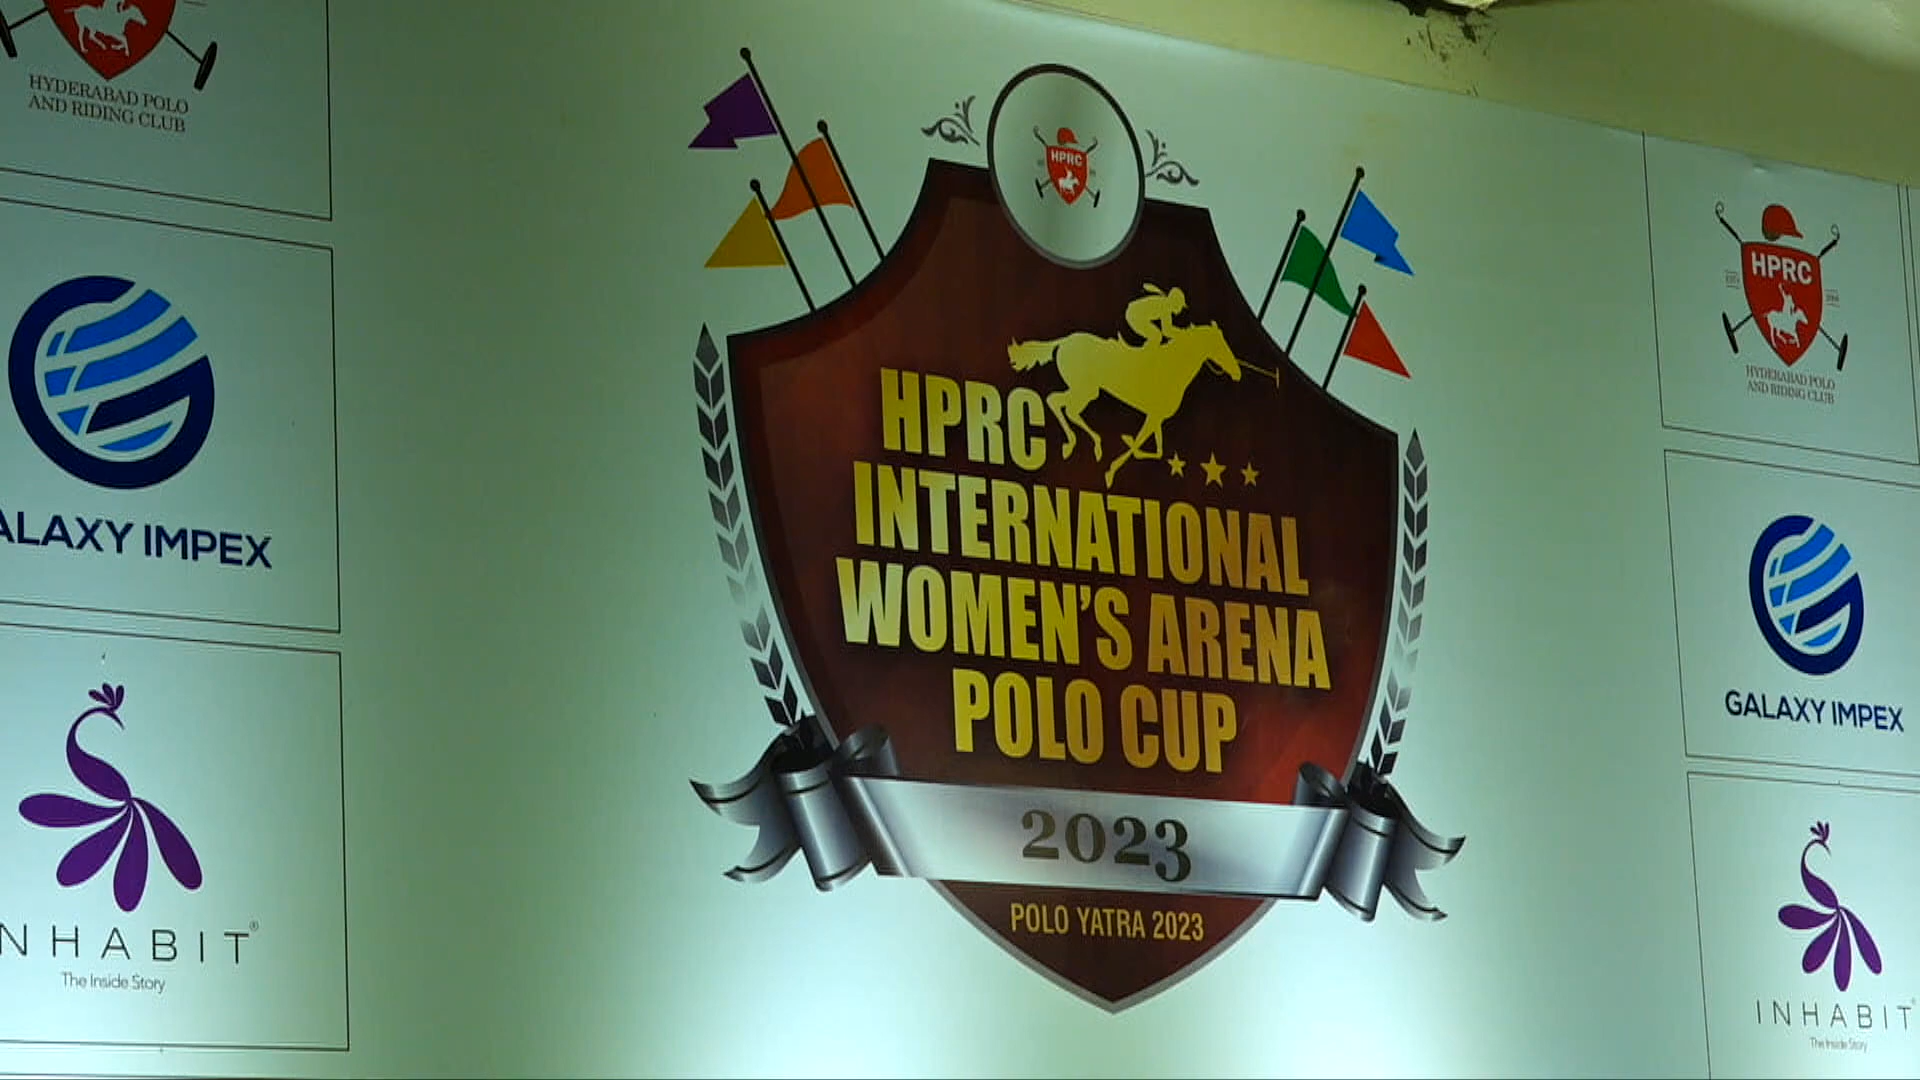 HYDERABAD POLO
AND RIDING CLUB
ALAXY IMPEX
NHABIT®
The Inside Story
HPRC
HPRC
INTERNATIONAL
WOMEN'S ARENA
POLO CUP
2023
POLO YATRA 2023
HPRC
HYDERABAD POLO
AND RIDING CLUB
GALAXY IMPEX
INHABIT
The Inside Story